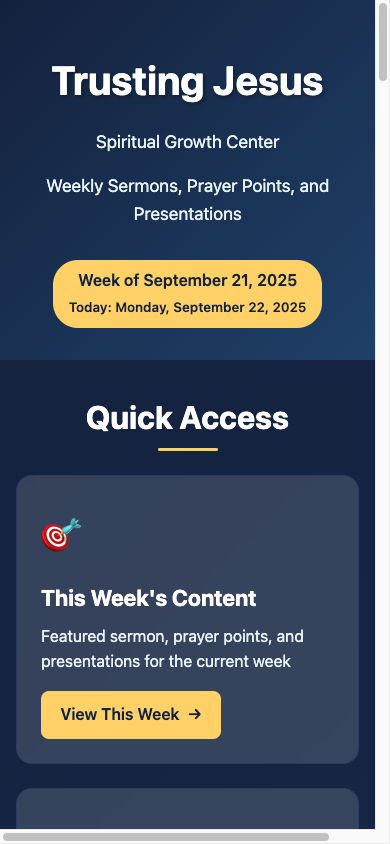 Trusting Jesus
Spiritual Growth Center
Weekly Sermons, Prayer Points, and
Presentations
Week of September 21, 2025
Today: Monday, September 22, 2025
Quick Access
This Week's Content
Featured sermon, prayer points, and
presentations for the current week
View This Week →